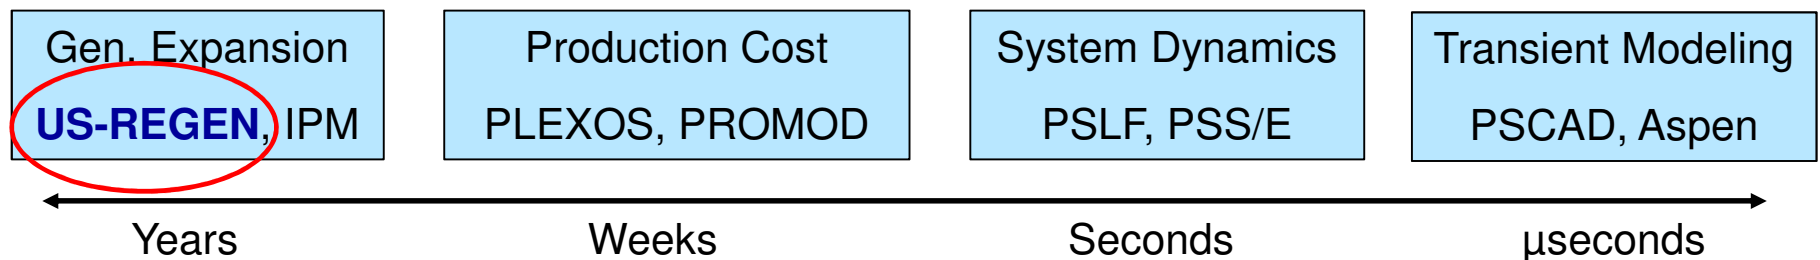 Gen. Expansion
US-REGEN, IPM
Production Cost
PLEXOS, PROMOD
System Dynamics
PSLF, PSS/E
Transient Modeling
PSCAD, Aspen
Years
Weeks
Seconds
µseconds